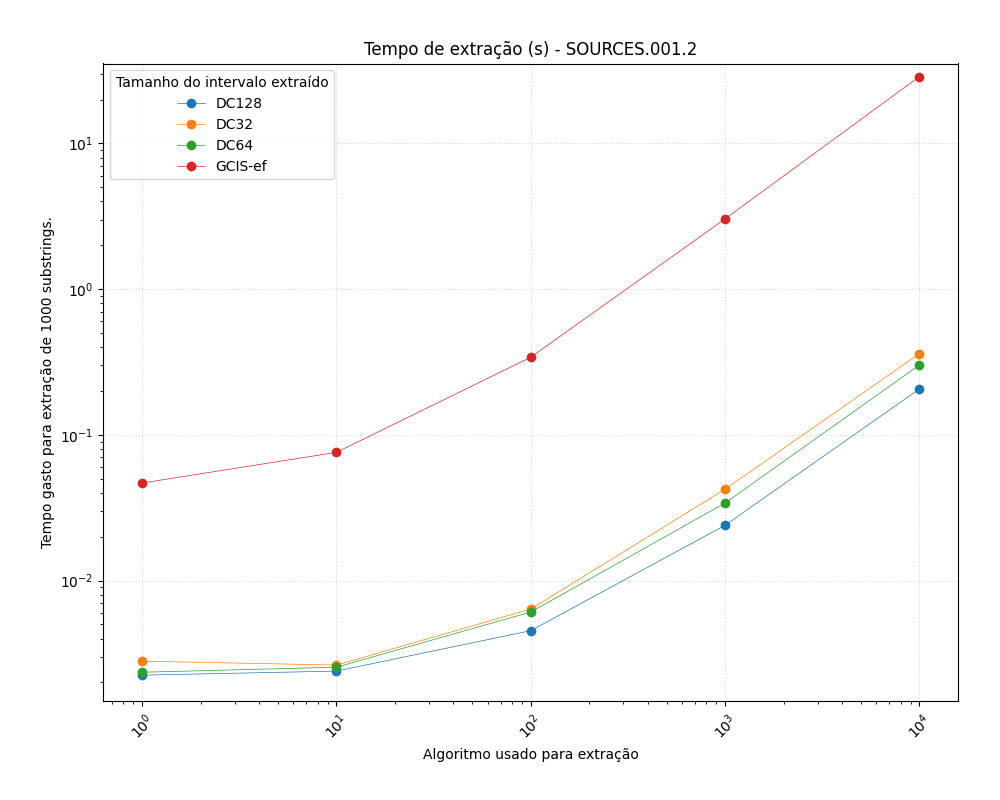 Tempo de extração (s) - SOURCES.001.2
Tamanho do intervalo extraído
DC128
DC32
DC64
GCIS-ef
10¹
10⁰
10⁻¹
10⁻²
Tempo gasto para extração de 1000 substrings.
10⁰ 10¹ 10² 10³ 10⁴
Algoritmo usado para extração